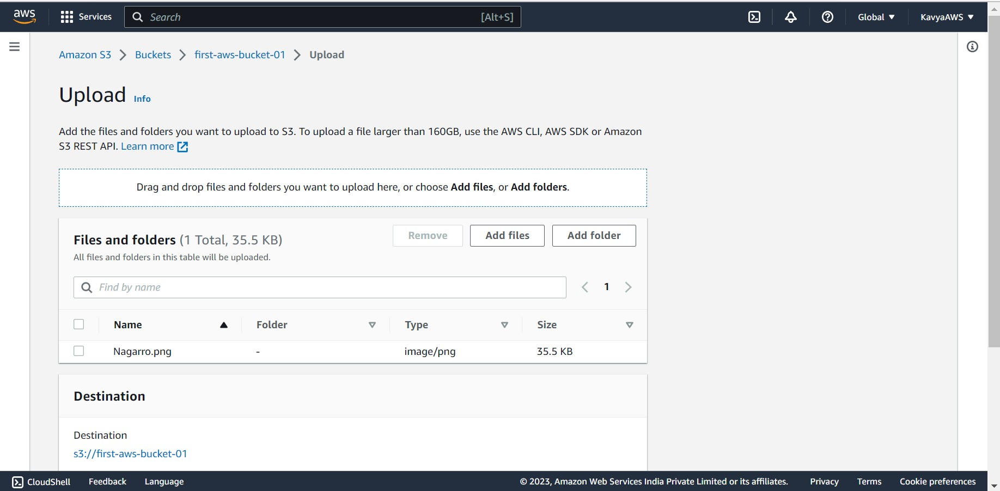 aws
Services
Search [Alt+S]
Global
KavyaAWS
Amazon S3 Buckets first-aws-bucket-01 Upload
Upload Info
Add the files and folders you want to upload to S3. To upload a file larger than 160GB, use the AWS CLI, AWS SDK or Amazon
S3 REST API. Learn more
Drag and drop files and folders you want to upload here, or choose Add files, or Add folders.
Files and folders (1 Total, 35.5 KB)
All files and folders in this table will be uploaded.
Remove
Add files
Add folder
Find by name
1
Name Folder Type Size
Nagarro.png - image/png 35.5 KB
Destination
Destination
s3://first-aws-bucket-01
CloudShell Feedback Language © 2023, Amazon Web Services India Private Limited or its affiliates. Privacy Terms Cookie preferences